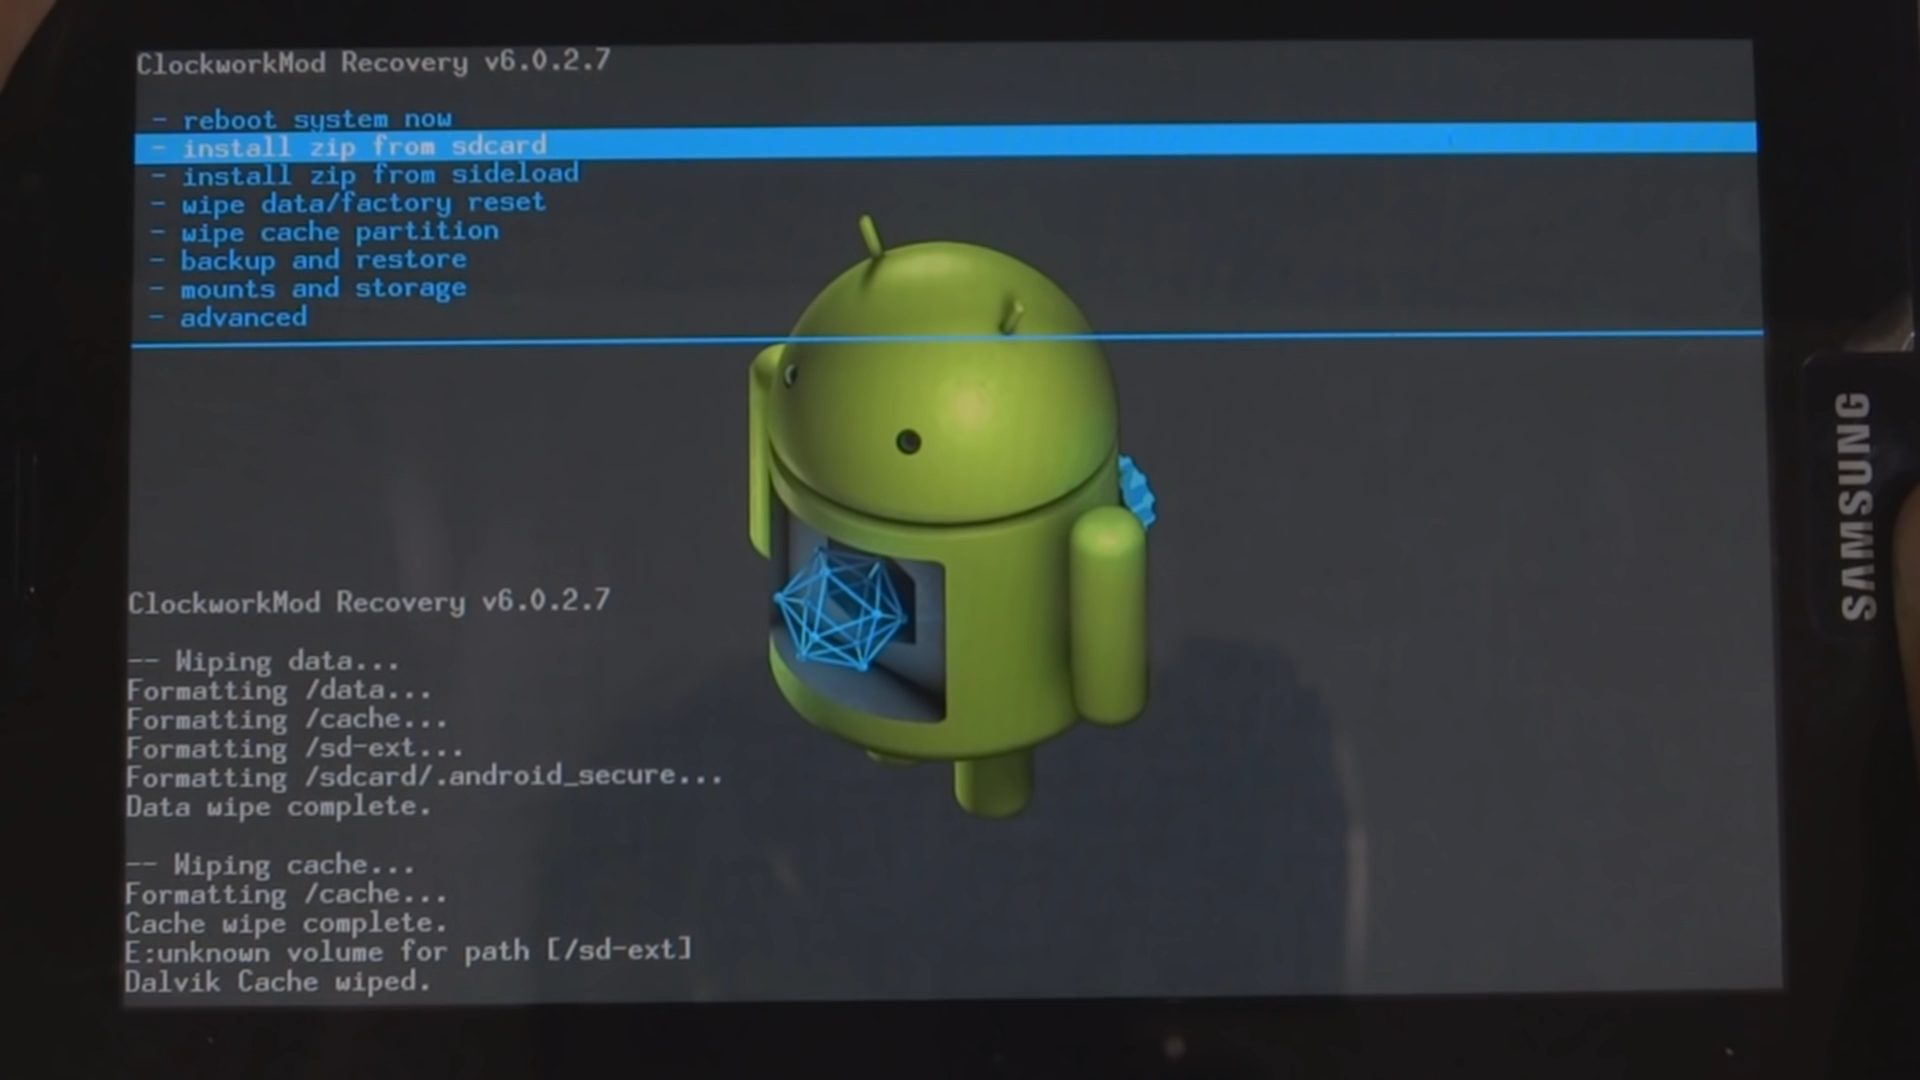 ClockworkMod Recovery v6.0.2.7
- reboot system now
- install zip from sdcard
- install zip from sideload
- wipe data/factory reset
- wipe cache partition
- backup and restore
- mounts and storage
- advanced
ClockworkMod Recovery v6.0.2.7
-- Wiping data...
Formatting /data...
Formatting /cache...
Formatting /sd-ext...
Formatting /sdcard/.android_secure...
Data wipe complete.
-- Wiping cache...
Formatting /cache...
Cache wipe complete.
E:unknown volume for path [/sd-ext]
Dalvik Cache wiped.
SAMSUNG